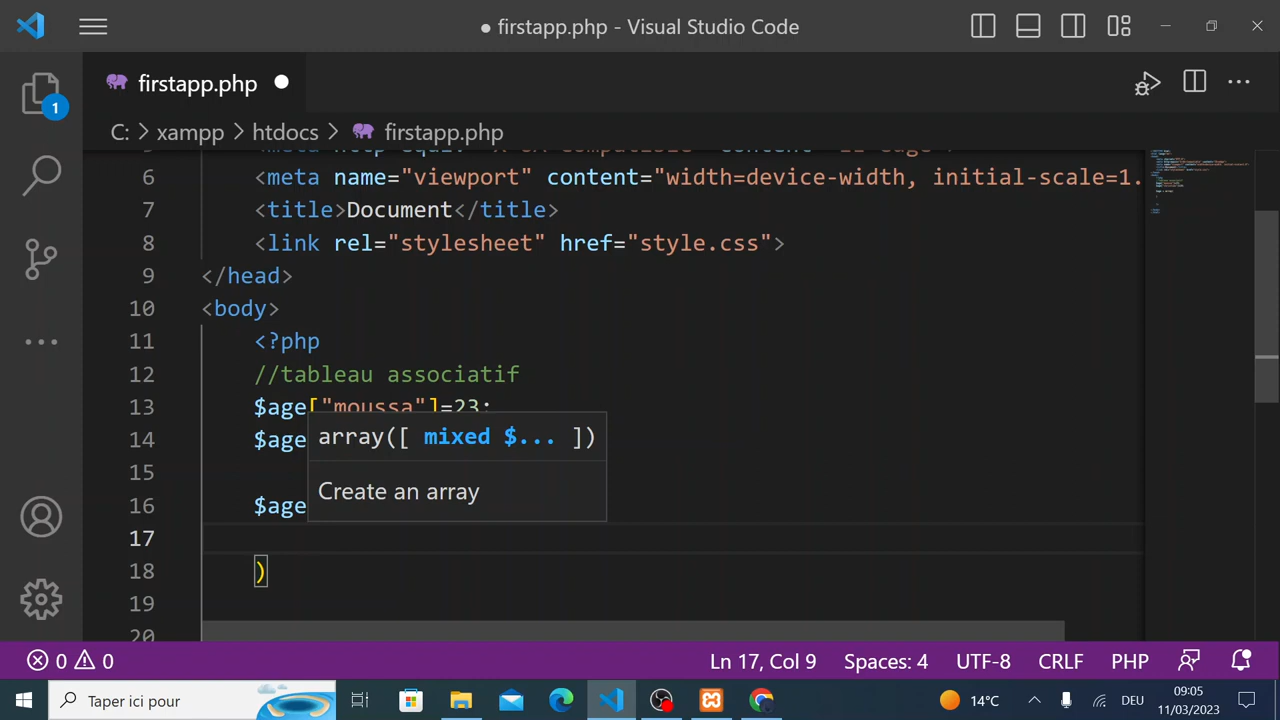 firstapp.php - Visual Studio Code
firstapp.php
1
C: > xampp > htdocs > firstapp.php
6 <meta name="viewport" content="width=device-width, initial-scale=1.
7 <title>Document</title>
8 <link rel="stylesheet" href="style.css">
9 </head>
10 <body>
11 <?php
12 //tableau associatif
13 $age["moussa"]=23;
14 $age
array([ mixed $... ])
15
Create an array
16 $age
17
18 )
19
20
0 0
Ln 17, Col 9
Spaces: 4
UTF-8
CRLF
PHP
Taper ici pour
14°C
DEU
09:05
11/03/2023